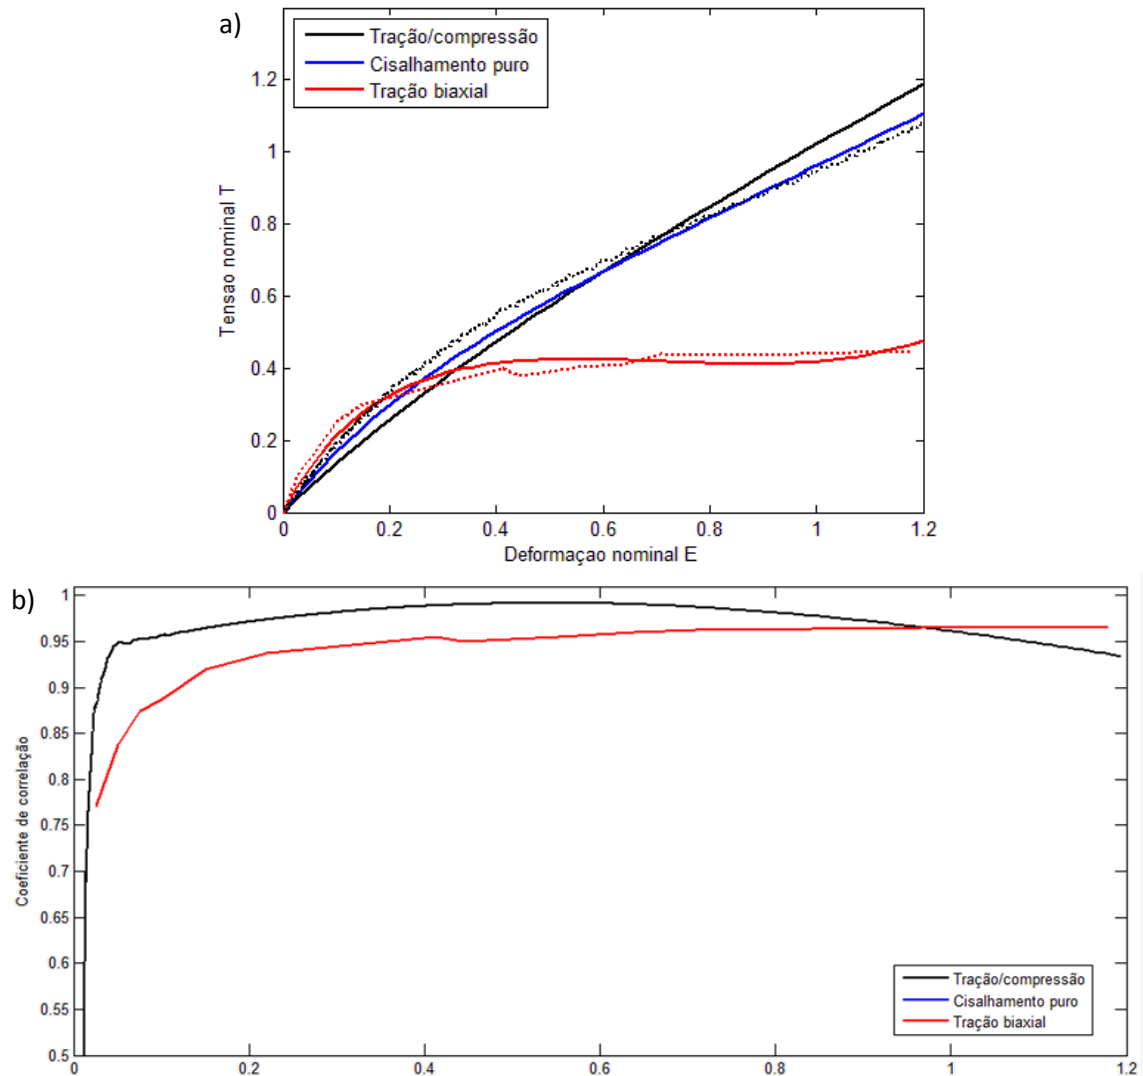 a)
Tração/compressão
Cisalhamento puro
Tração biaxial
1.2
1
0.8
0.6
0.4
0.2
0
Tensao nominal T
0 0.2 0.4 0.6 0.8 1 1.2
Deformaçao nominal E
b)
1
0.95
0.9
0.85
0.8
0.75
0.7
0.65
0.6
0.55
0.5
Coeficiente de correlação
Tração/compressão
Cisalhamento puro
Tração biaxial
0 0.2 0.4 0.6 0.8 1 1.2